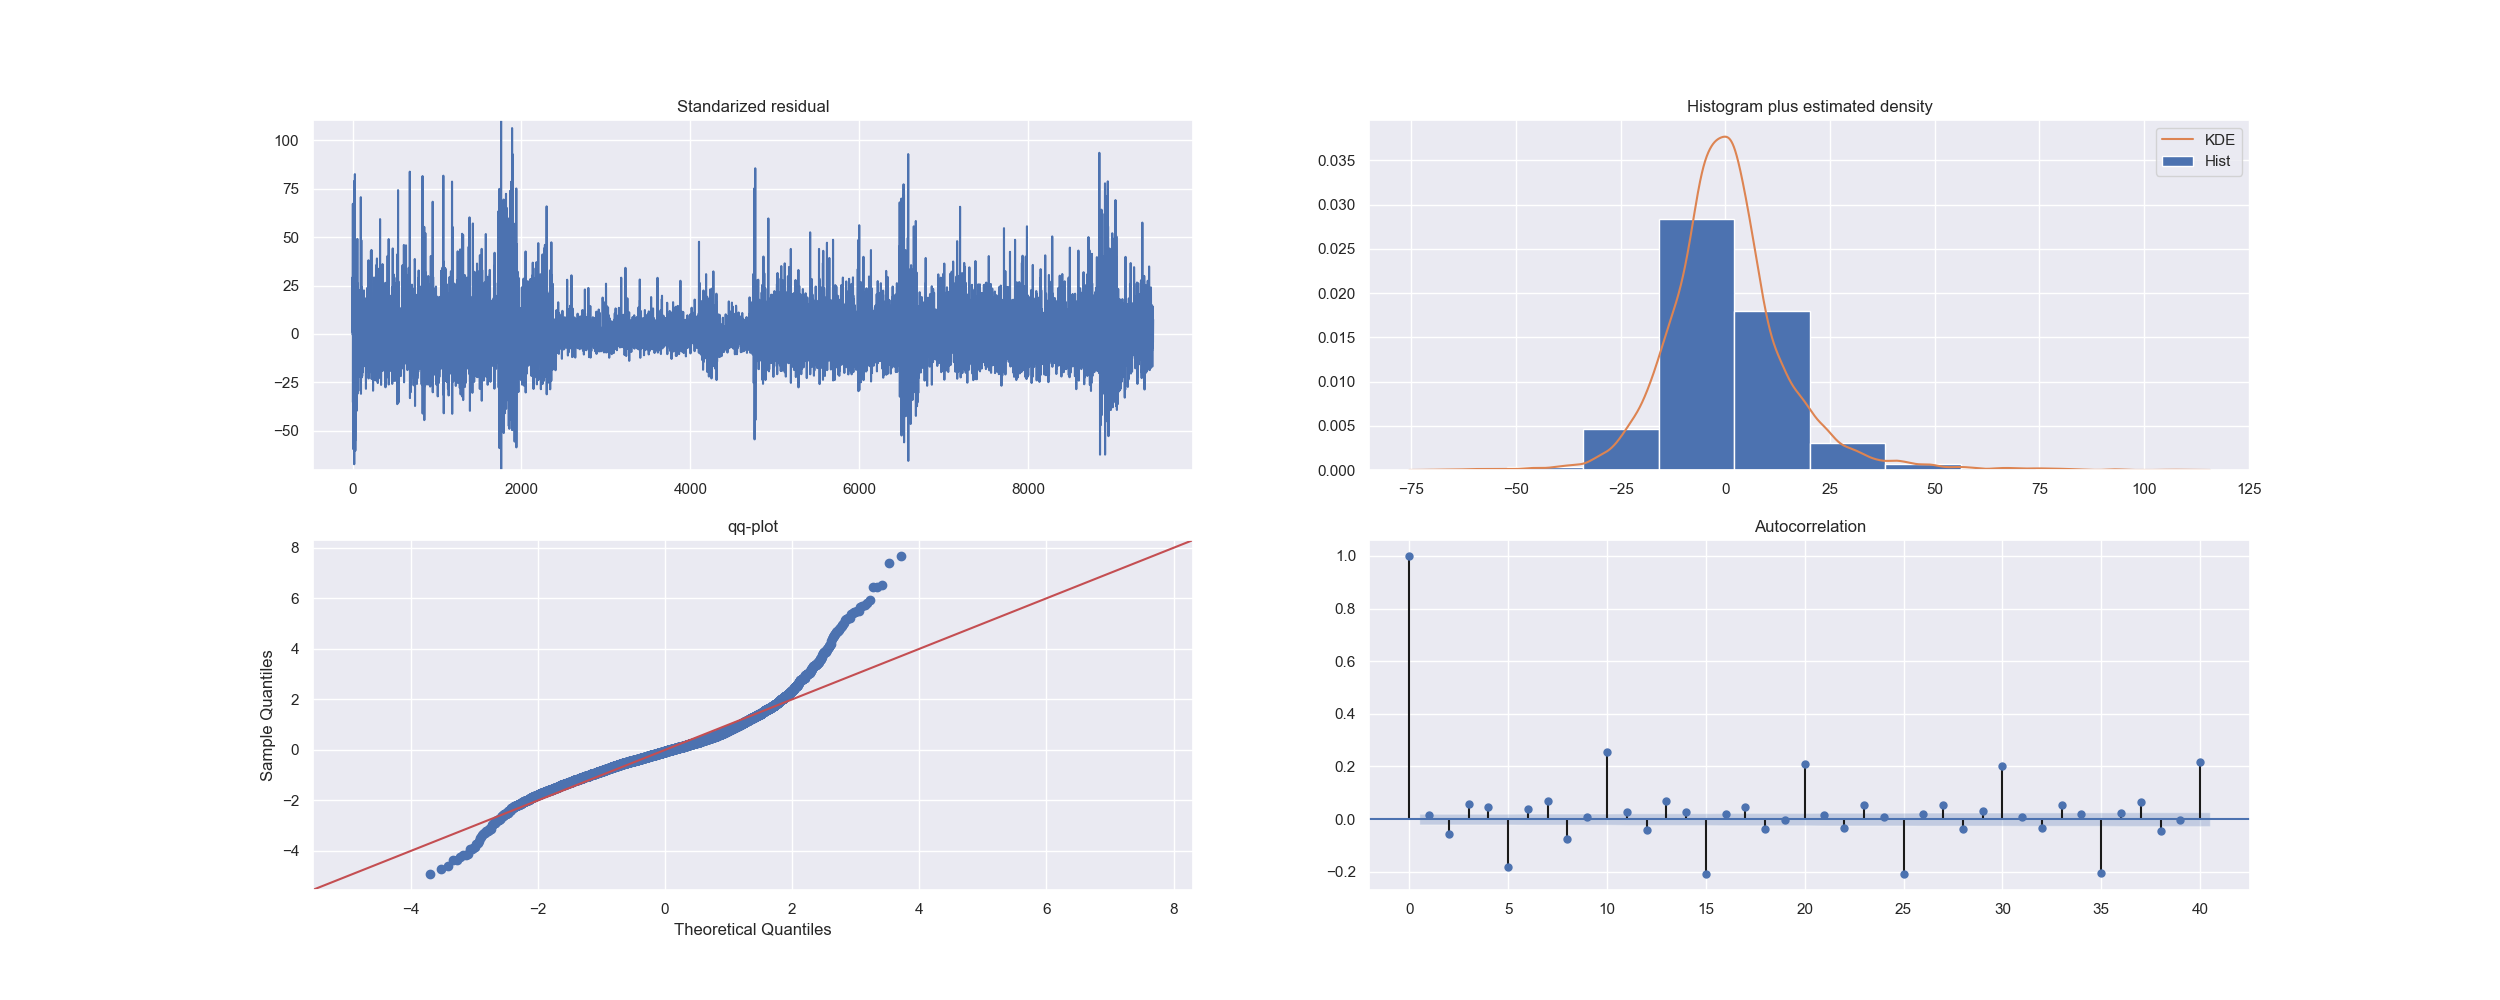 Standarized residual
100
75
50
25
0
−25
−50
0 2000 4000 6000 8000
Histogram plus estimated density
KDE
Hist
0.035
0.030
0.025
0.020
0.015
0.010
0.005
0.000
−75 −50 −25 0 25 50 75 100 125
qq-plot
Sample Quantiles
8
6
4
2
0
−2
−4
−4 −2 0 2 4 6 8
Theoretical Quantiles
Autocorrelation
1.0
0.8
0.6
0.4
0.2
0.0
−0.2
0 5 10 15 20 25 30 35 40